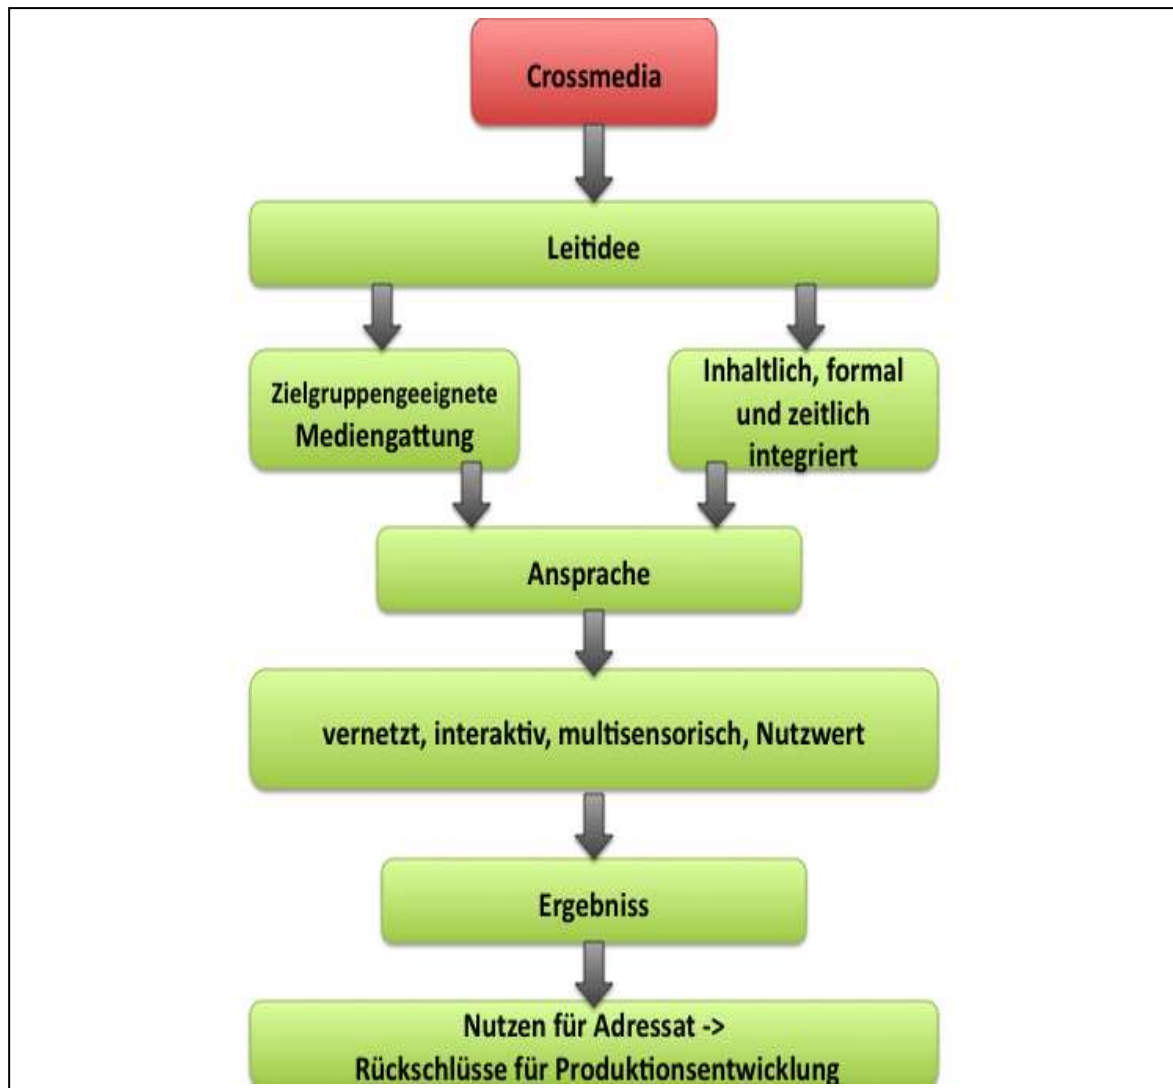 Crossmedia
Leitidee
Zielgruppengeeignete
Mediengattung
Inhaltlich, formal
und zeitlich
integriert
Ansprache
vernetzt, interaktiv, multisensorisch, Nutzwert
Ergebniss
Nutzen für Adressat ->
Rückschlüsse für Produktionsentwicklung